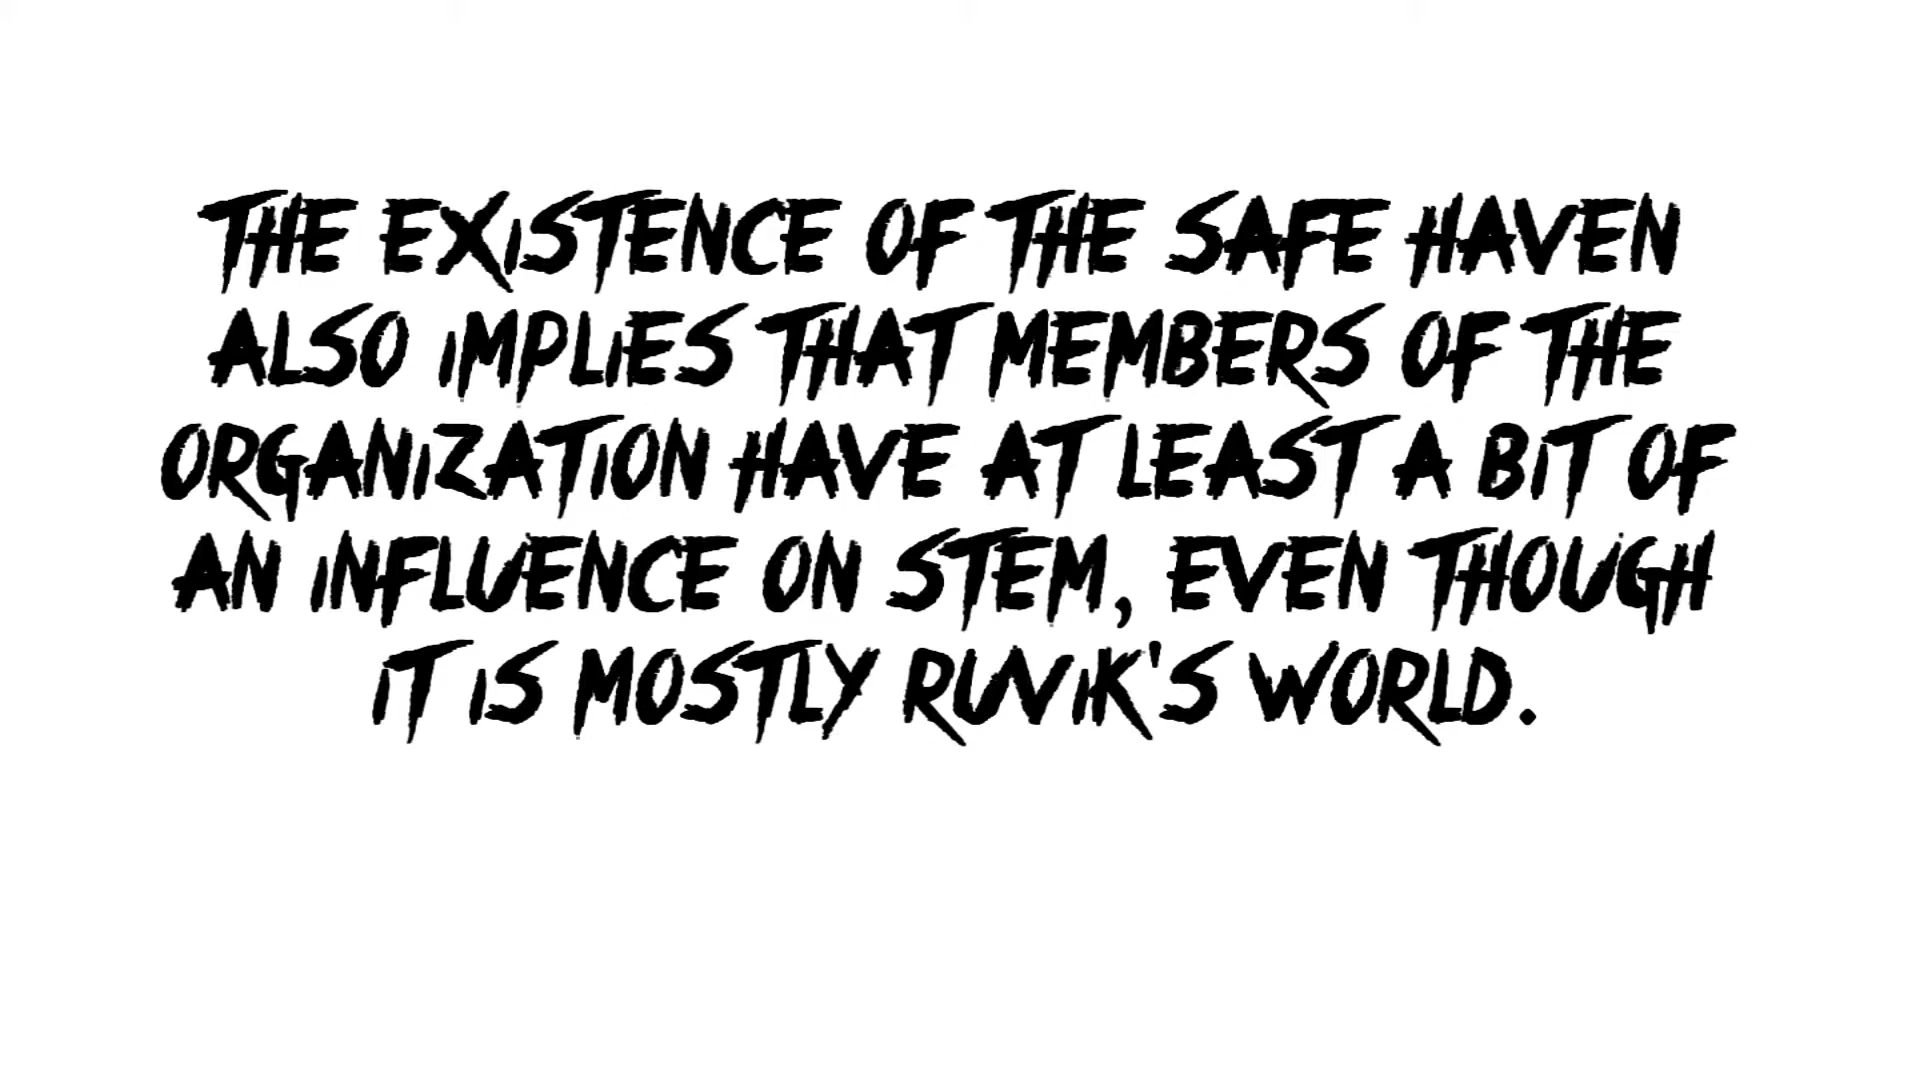 THE EXISTENCE OF THE SAFE HAVEN
ALSO IMPLIES THAT MEMBERS OF THE
ORGANIZATION HAVE AT LEAST A BIT OF
AN INFLUENCE ON STEM, EVEN THOUGH
IT IS MOSTLY RUVIK'S WORLD.